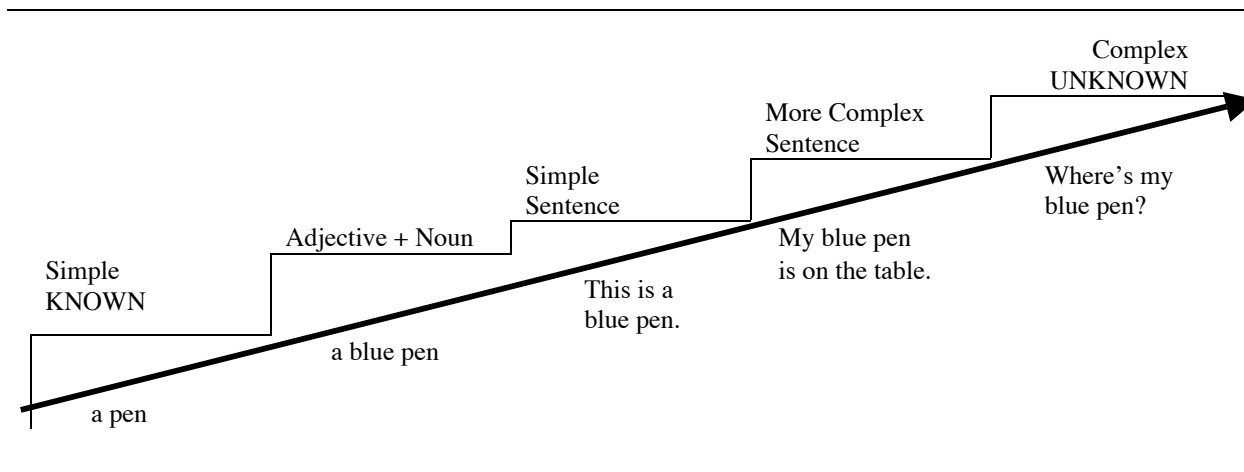 Complex
UNKNOWN
More Complex
Sentence
Simple
Sentence
Adjective + Noun
Simple
KNOWN
Where’s my
blue pen?
My blue pen
is on the table.
This is a
blue pen.
a blue pen
a pen